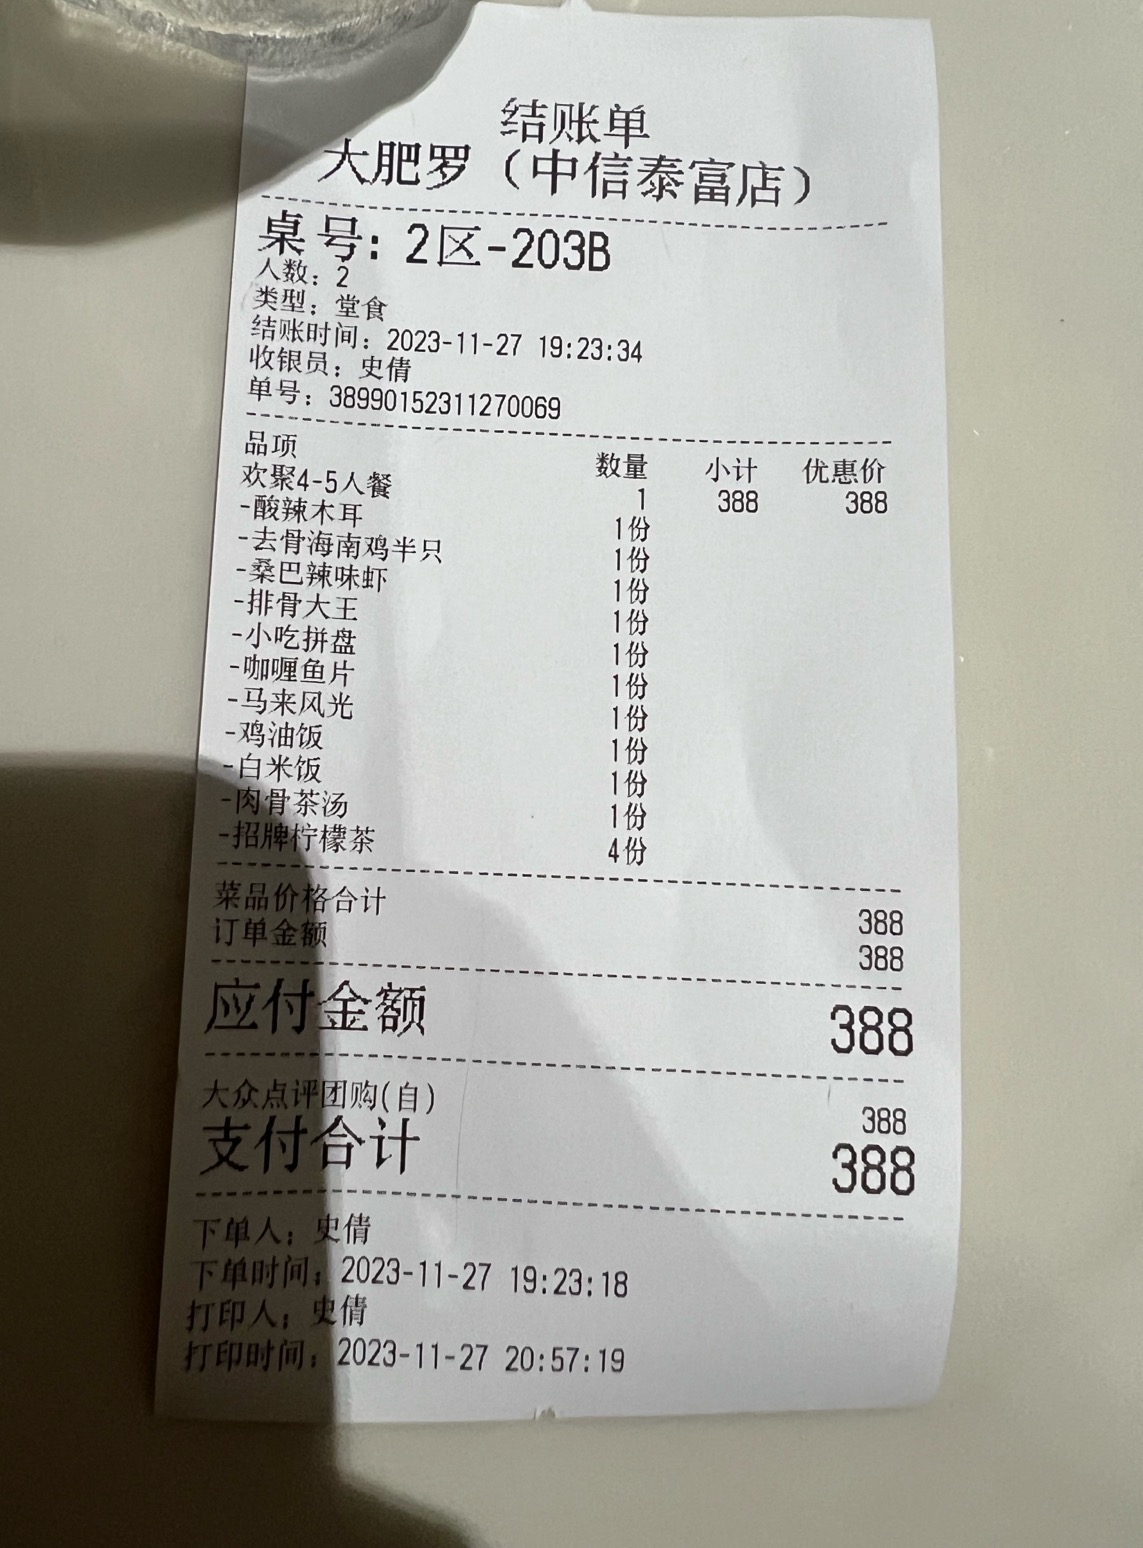 结账单
大肥罗（中信泰富店）
桌号：2区-203B
人数：2
类型：堂食
结账时间：2023-11-27 19:23:34
收银员：史倩
单号：38990152311270069
品项 数量 小计 优惠价
欢聚4-5人餐 1 388 388
-酸辣木耳 1份
-去骨海南鸡半只 1份
-桑巴辣味虾 1份
-排骨大王 1份
-小吃拼盘 1份
-咖喱鱼片 1份
-马来风光 1份
-鸡油饭 1份
-白米饭 1份
-肉骨茶汤 1份
-招牌柠檬茶 4份
菜品价格合计 388
订单金额 388
应付金额 388
大众点评团购(自) 388
支付合计 388
下单人：史倩
下单时间：2023-11-27 19:23:18
打印人：史倩
打印时间：2023-11-27 20:57:19